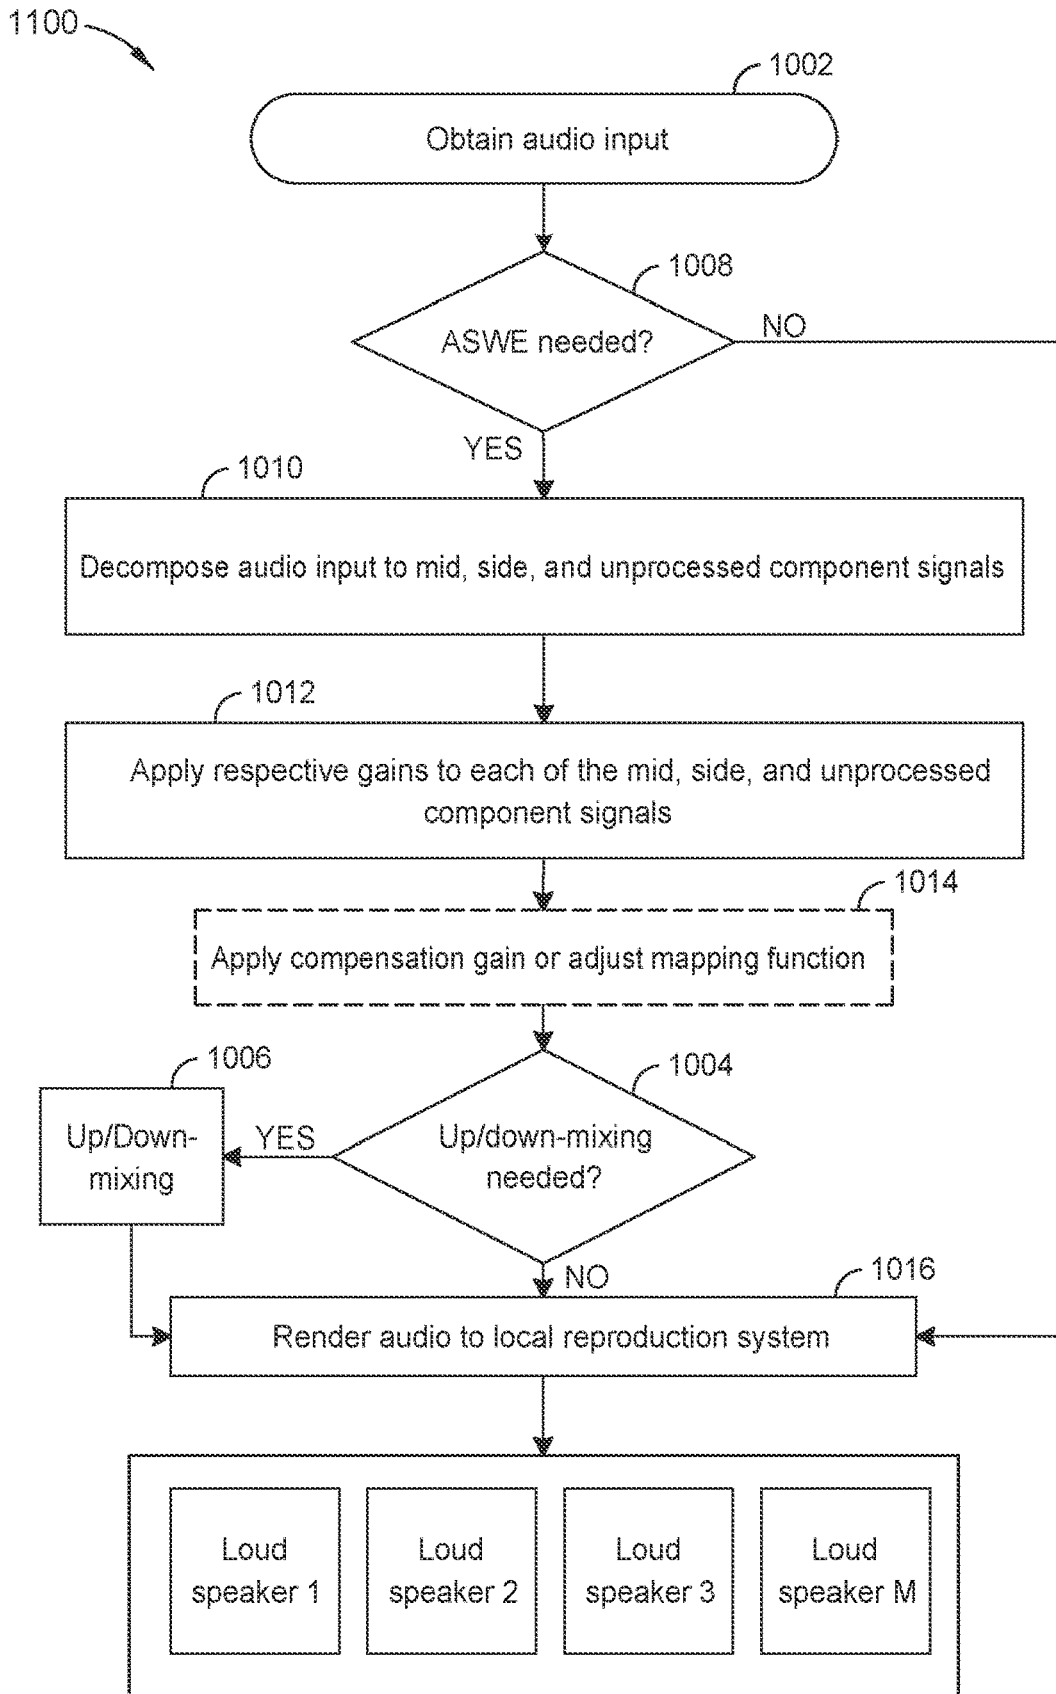 1100
1002
Obtain audio input
1008
ASWE needed?
NO
YES
1010
Decompose audio input to mid, side, and unprocessed component signals
1012
Apply respective gains to each of the mid, side, and unprocessed
component signals
1014
Apply compensation gain or adjust mapping function
1006
1004
Up/Down-
mixing
YES
Up/down-mixing
needed?
NO
1016
Render audio to local reproduction system
Loud
speaker 1
Loud
speaker 2
Loud
speaker 3
Loud
speaker M